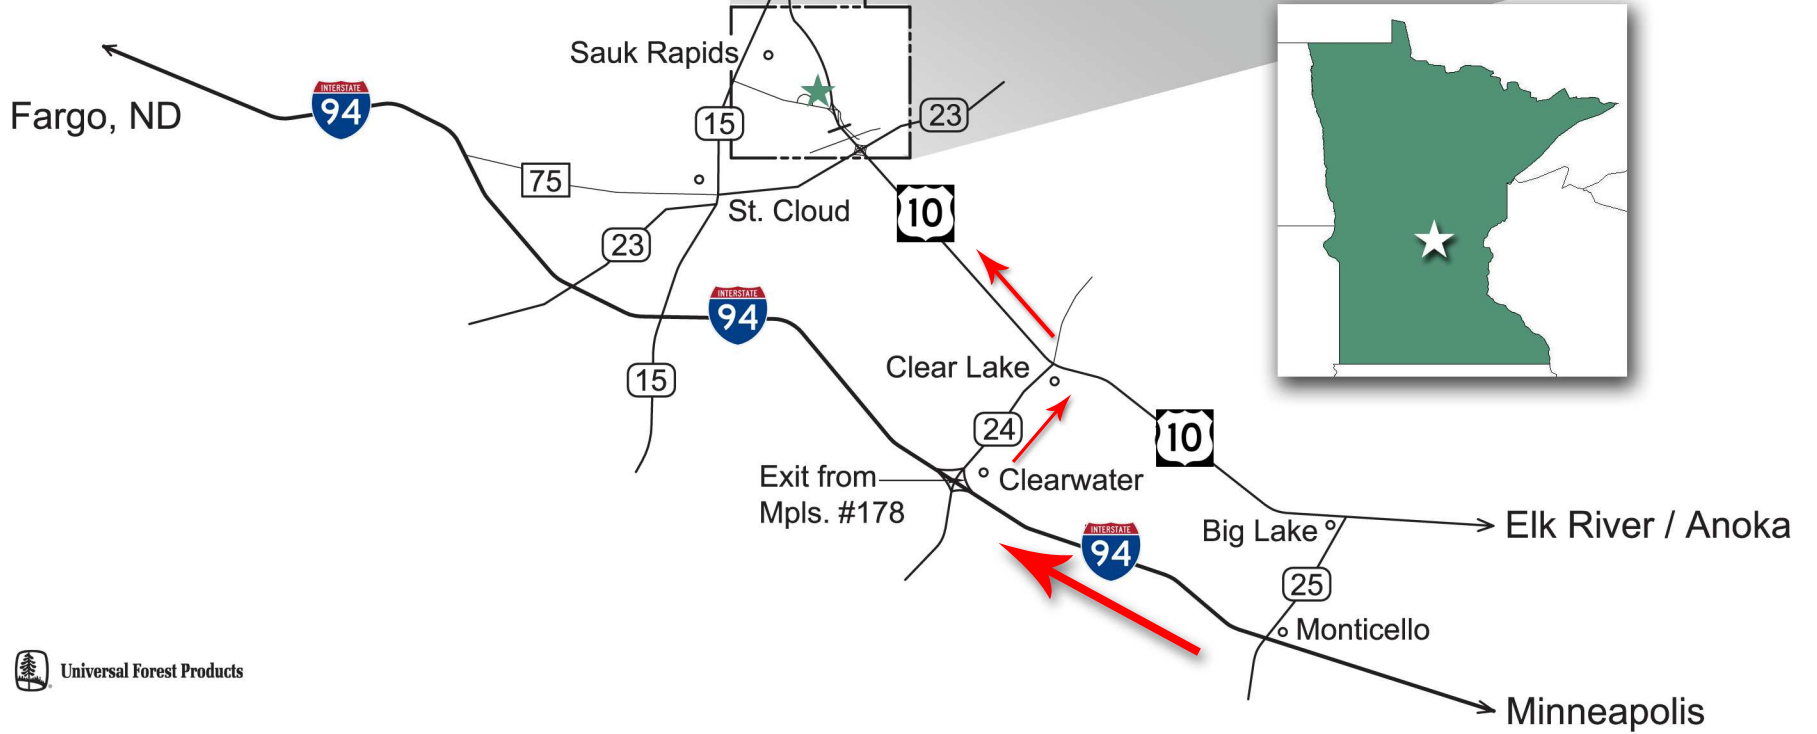 Sauk Rapids
Fargo, ND
INTERSTATE
94
15
23
75
St. Cloud
10
23
INTERSTATE
94
15
Clear Lake
24
10
Exit from
Mpls. #178
Clearwater
Big Lake
Elk River / Anoka
INTERSTATE
94
25
Monticello
Universal Forest Products
Minneapolis